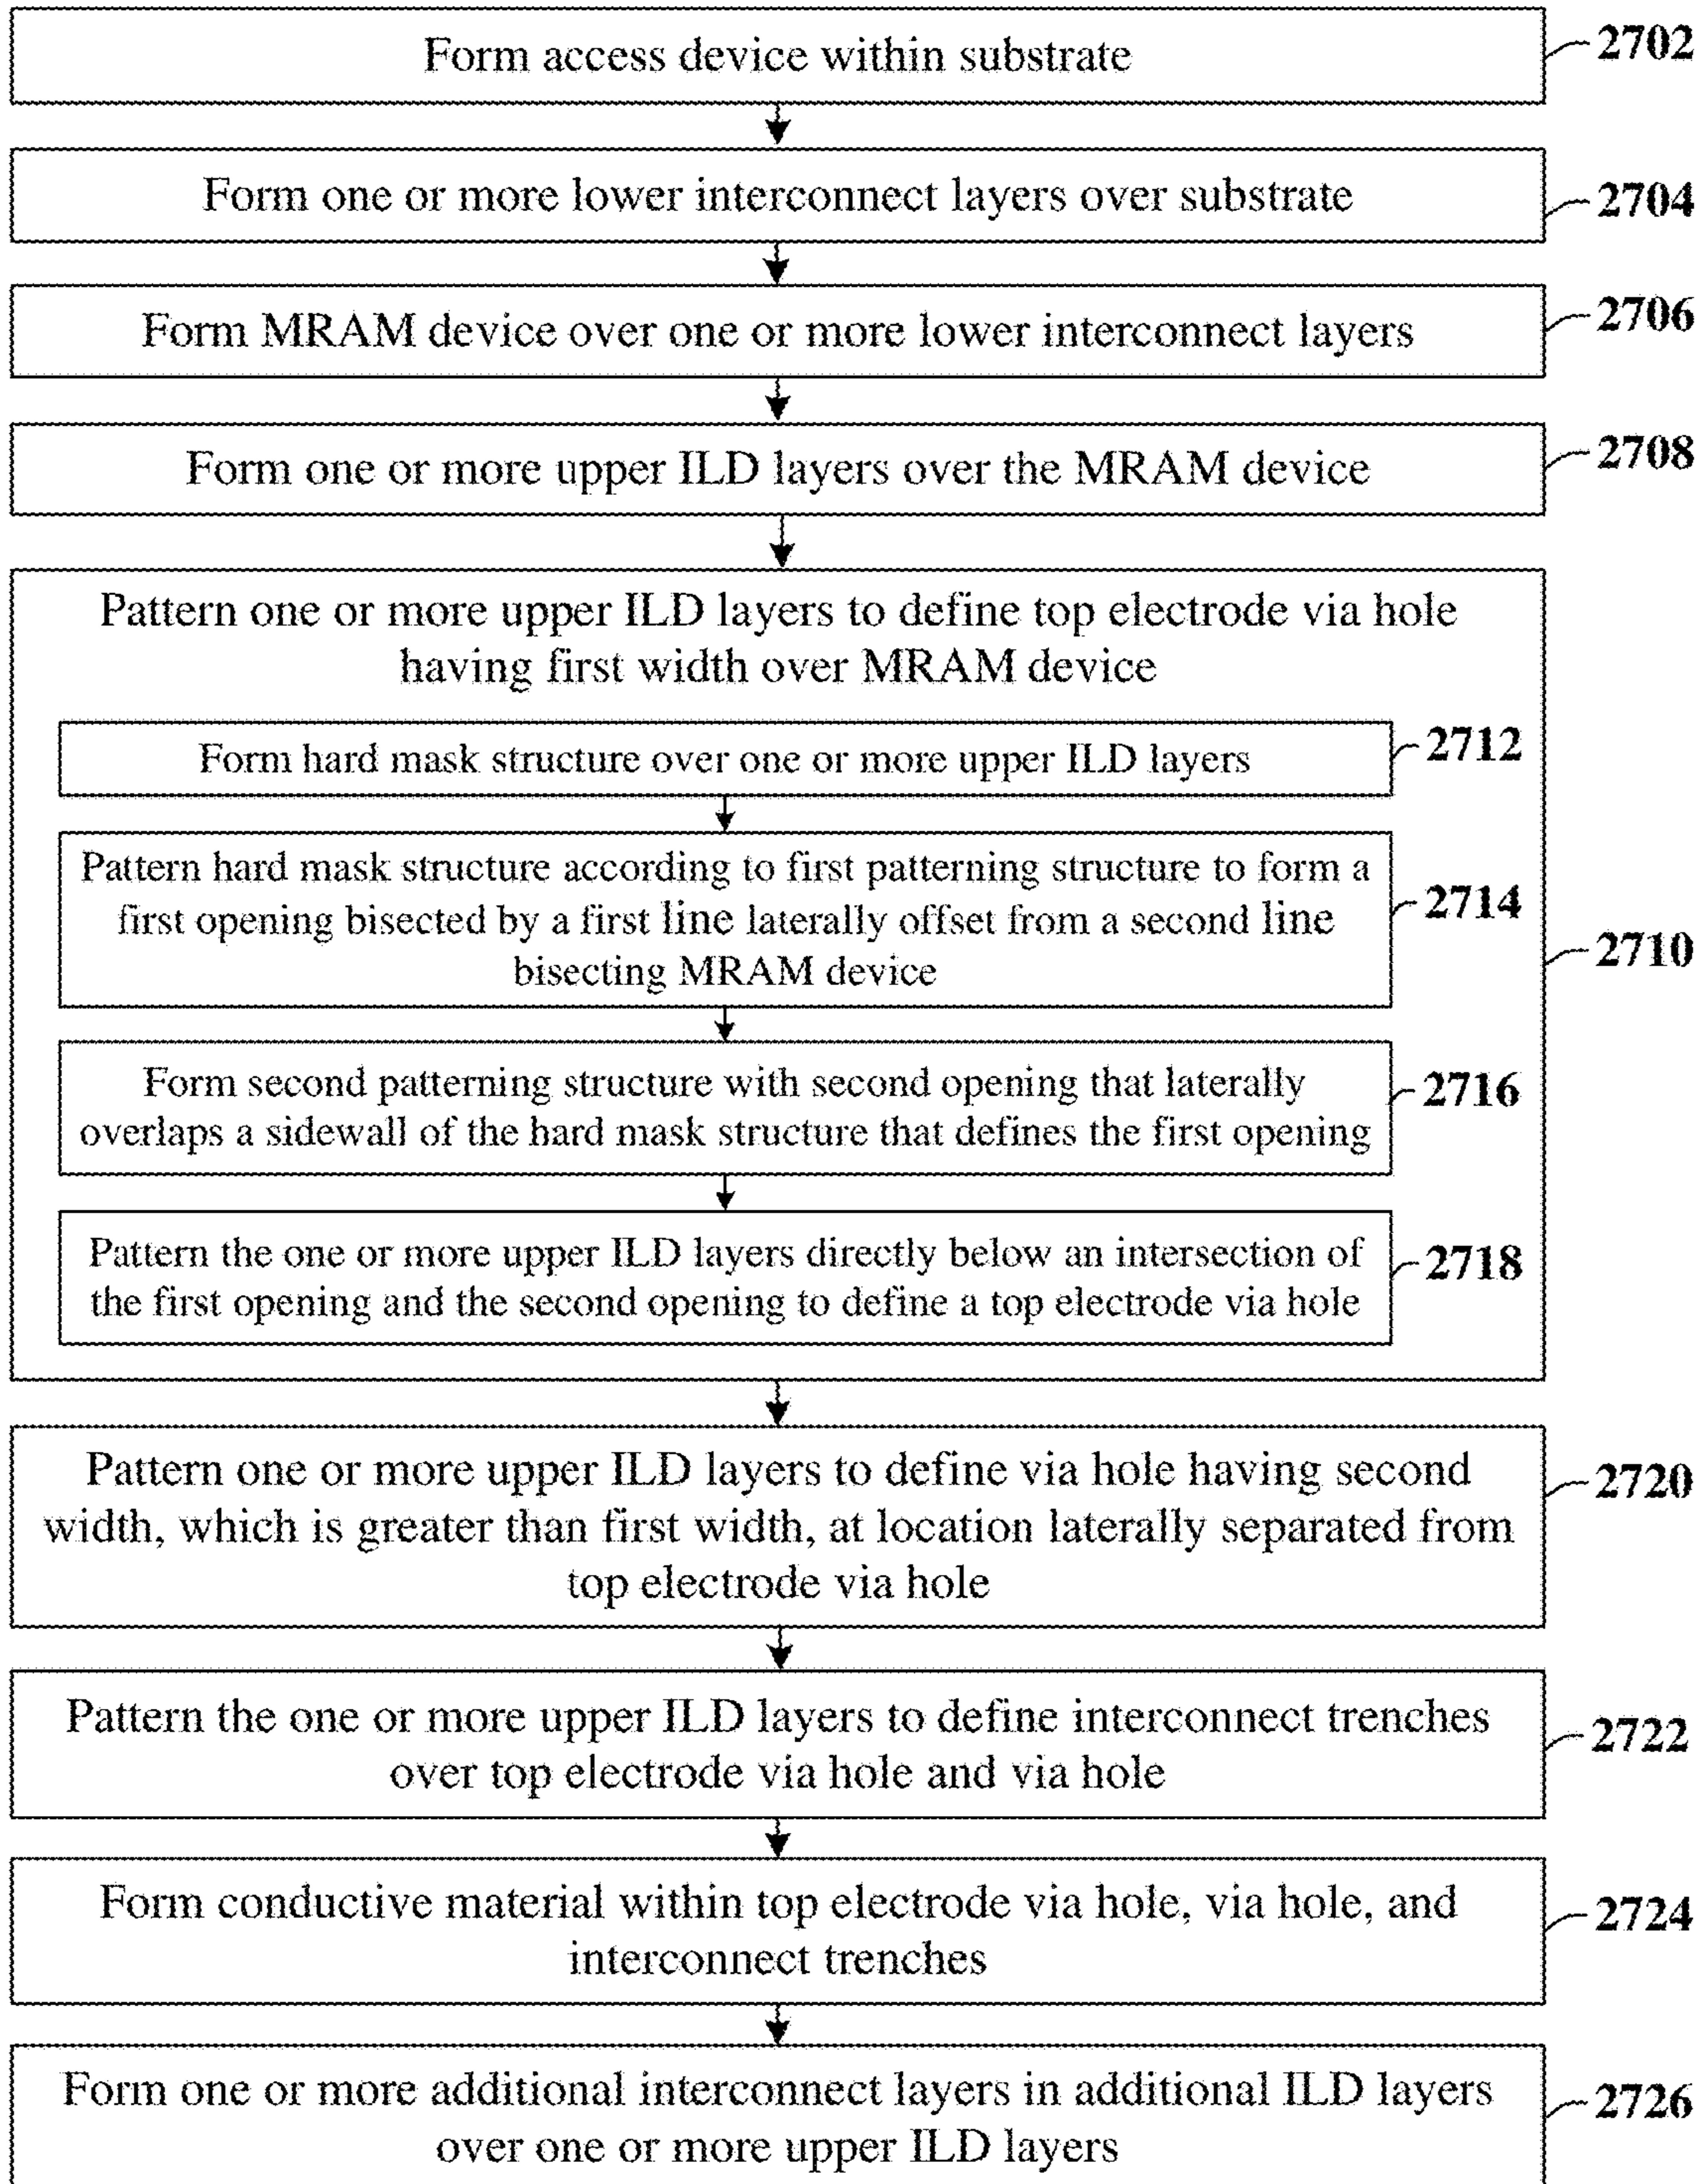 Form access device within substrate
2702
Form one or more lower interconnect layers over substrate
2704
Form MRAM device over one or more lower interconnect layers
2706
Form one or more upper ILD layers over the MRAM device
2708
Pattern one or more upper ILD layers to define top electrode via hole
having first width over MRAM device
Form hard mask structure over one or more upper ILD layers
2712
Pattern hard mask structure according to first patterning structure to form a
first opening bisected by a first line laterally offset from a second line
bisecting MRAM device
2714
2710
Form second patterning structure with second opening that laterally
overlaps a sidewall of the hard mask structure that defines the first opening
2716
Pattern the one or more upper ILD layers directly below an intersection of
the first opening and the second opening to define a top electrode via hole
2718
Pattern one or more upper ILD layers to define via hole having second
width, which is greater than first width, at location laterally separated from
top electrode via hole
2720
Pattern the one or more upper ILD layers to define interconnect trenches
over top electrode via hole and via hole
2722
Form conductive material within top electrode via hole, via hole, and
interconnect trenches
2724
Form one or more additional interconnect layers in additional ILD layers
over one or more upper ILD layers
2726